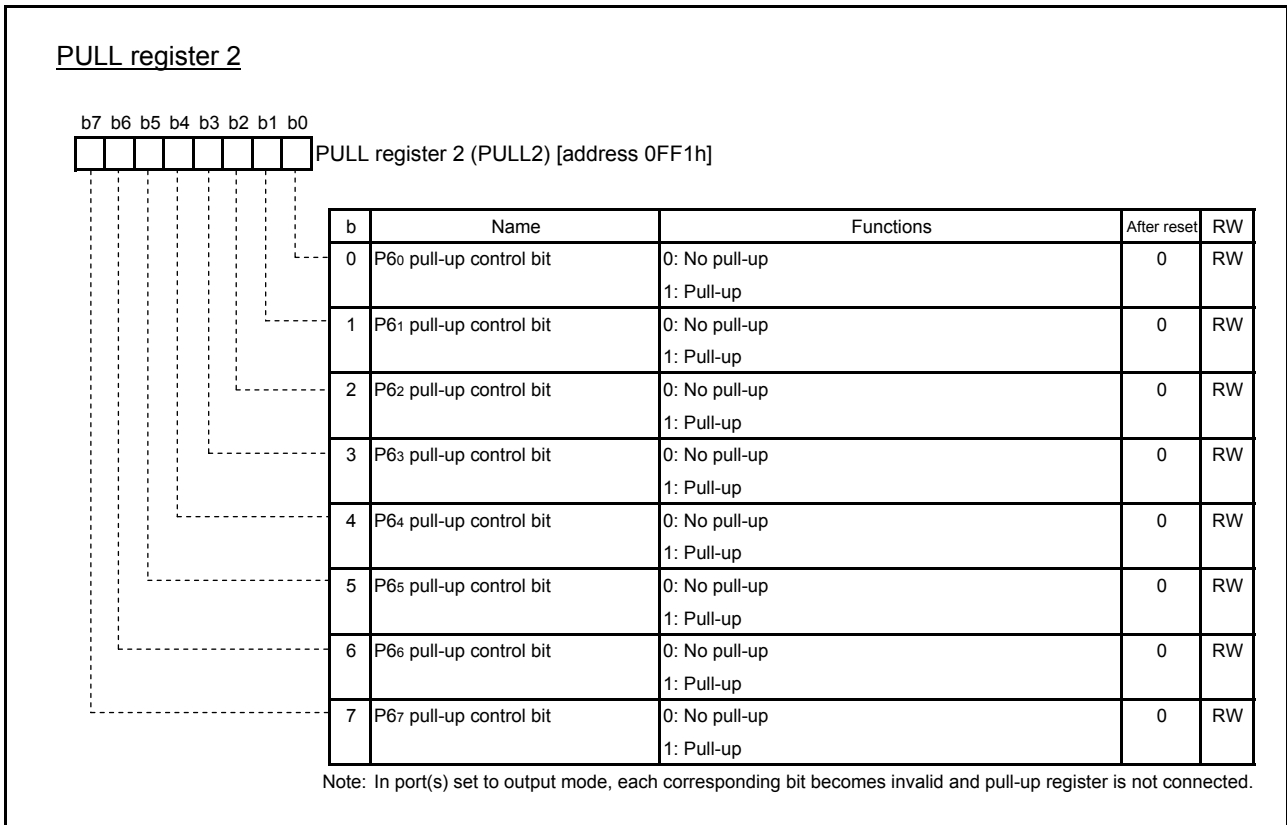 PULL register 2
b7 b6 b5 b4 b3 b2 b1 b0
PULL register 2 (PULL2) [address 0FF1h]
b Name Functions After reset RW
0 P60 pull-up control bit 0: No pull-up 0 RW
1: Pull-up
1 P61 pull-up control bit 0: No pull-up 0 RW
1: Pull-up
2 P62 pull-up control bit 0: No pull-up 0 RW
1: Pull-up
3 P63 pull-up control bit 0: No pull-up 0 RW
1: Pull-up
4 P64 pull-up control bit 0: No pull-up 0 RW
1: Pull-up
5 P65 pull-up control bit 0: No pull-up 0 RW
1: Pull-up
6 P66 pull-up control bit 0: No pull-up 0 RW
1: Pull-up
7 P67 pull-up control bit 0: No pull-up 0 RW
1: Pull-up
Note: In port(s) set to output mode, each corresponding bit becomes invalid and pull-up register is not connected.